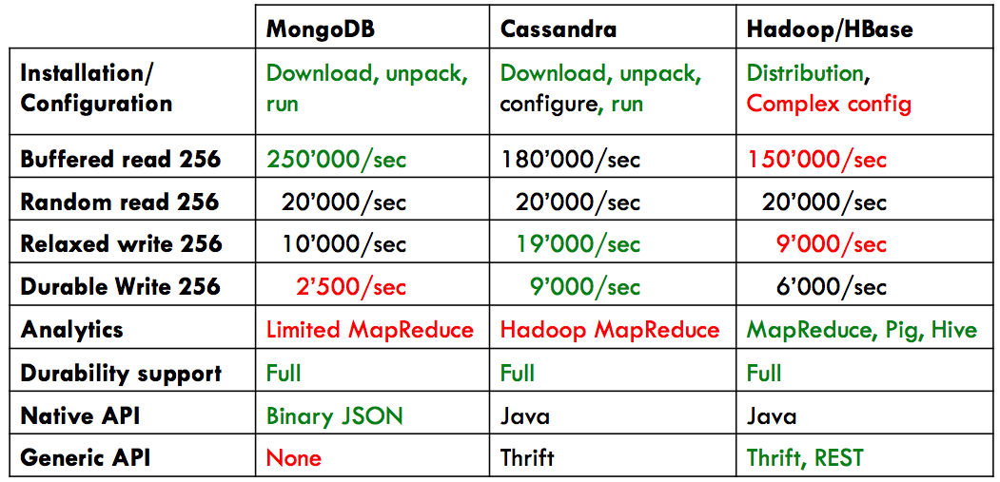 MongoDB Cassandra Hadoop/HBase
Installation/ Download, unpack, Download, unpack, Distribution,
Configuration run configure, run Complex config
Buffered read 256 250’000/sec 180’000/sec 150’000/sec
Random read 256 20’000/sec 20’000/sec 20’000/sec
Relaxed write 256 10’000/sec 19’000/sec 9’000/sec
Durable Write 256 2’500/sec 9’000/sec 6’000/sec
Analytics Limited MapReduce Hadoop MapReduce MapReduce, Pig, Hive
Durability support Full Full Full
Native API Binary JSON Java Java
Generic API None Thrift Thrift, REST